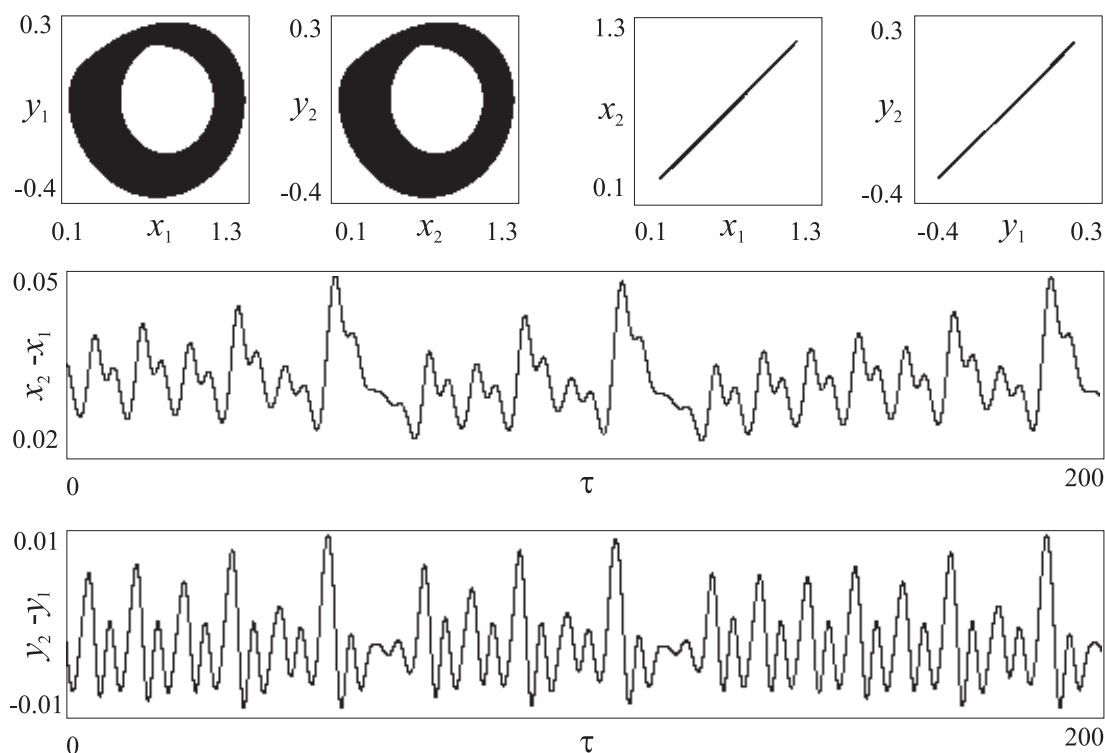 0.3
y₁
-0.4
0.1 x₁ 1.3
0.3
y₂
-0.4
0.1 x₂ 1.3
1.3
x₂
0.1
0.1 x₁ 1.3
0.3
y₂
-0.4
-0.4 y₁ 0.3
0.05
x₂ -x₁
0.02
0 τ 200
0.01
y₂ -y₁
-0.01
0 τ 200